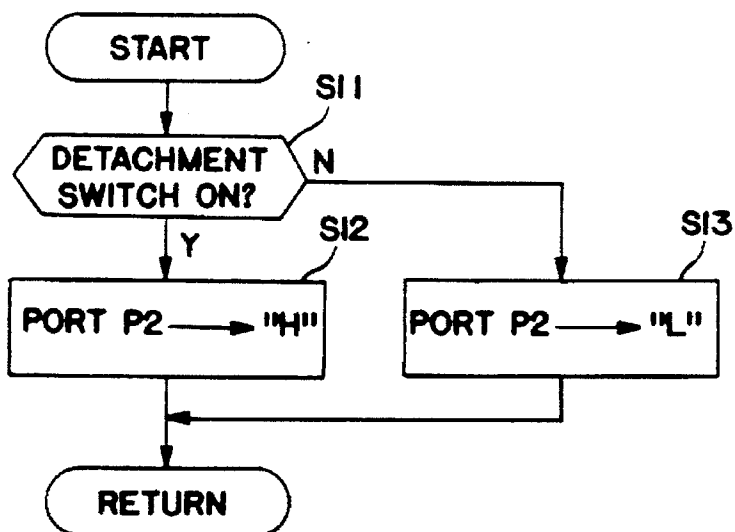 START
S11
DETACHMENT
SWITCH ON?
N
Y
S12
S13
PORT P2 → "H"
PORT P2 → "L"
RETURN